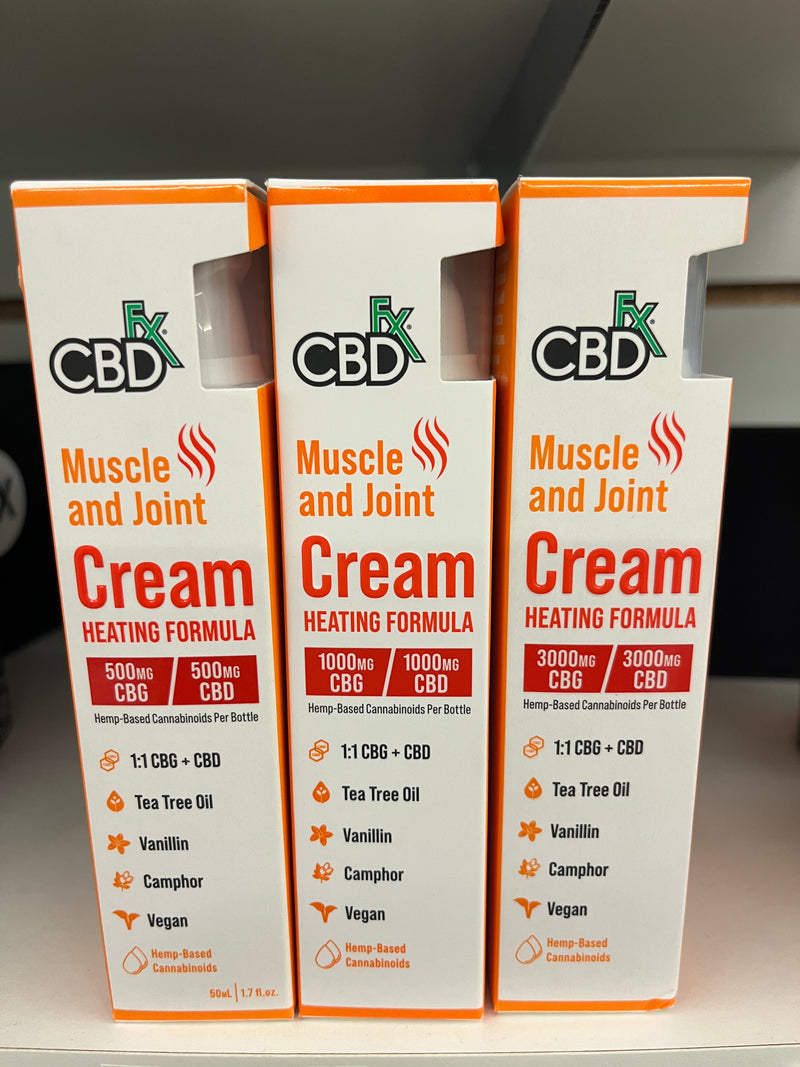 CBDFX®
Muscle
and Joint
Cream
HEATING FORMULA
500MG CBG / 500MG CBD
Hemp-Based Cannabinoids Per Bottle
1:1 CBG + CBD
Tea Tree Oil
Vanillin
Camphor
Vegan
Hemp-Based
Cannabinoids
50mL | 1.7 fl.oz.
CBDFX®
Muscle
and Joint
Cream
HEATING FORMULA
1000MG CBG / 1000MG CBD
Hemp-Based Cannabinoids Per Bottle
1:1 CBG + CBD
Tea Tree Oil
Vanillin
Camphor
Vegan
Hemp-Based
Cannabinoids
CBDFX®
Muscle
and Joint
Cream
HEATING FORMULA
3000MG CBG / 3000MG CBD
Hemp-Based Cannabinoids Per Bottle
1:1 CBG + CBD
Tea Tree Oil
Vanillin
Camphor
Vegan
Hemp-Based
Cannabinoids